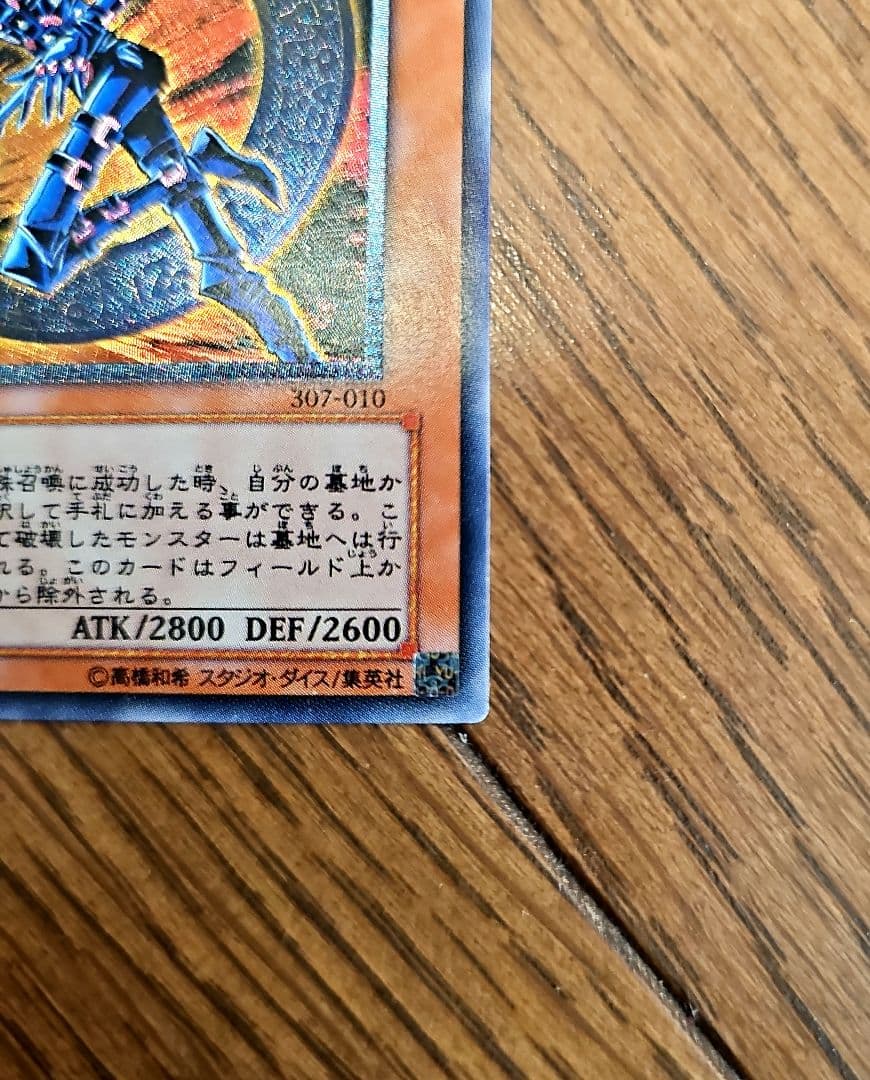 307-010
殊召喚に成功した時、自分の墓地か
択して手札に加える事ができる。こ
て破壊したモンスターは墓地へは行
れる。このカードはフィールド上か
から除外される。
ATK/2800 DEF/2600
©高橋和希 スタジオ・ダイス/集英社